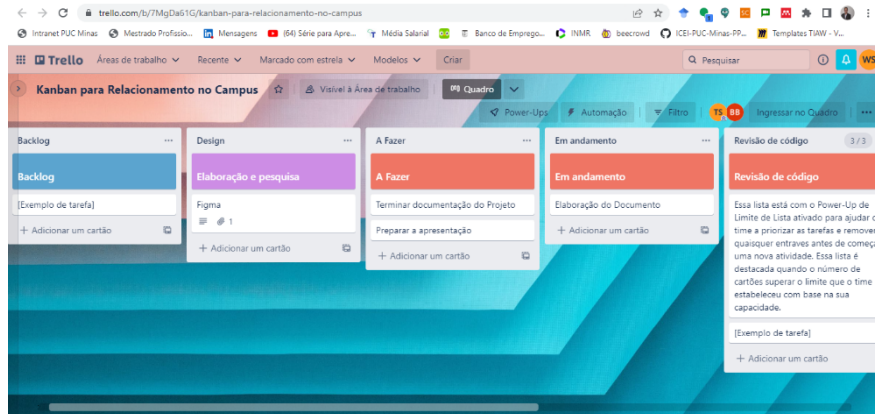 trello.com/b/7MgDa61G/kanban-para-relacionamento-no-campus
Intranet PUC Minas
Mestrado Profissio...
Mensagens
(64) Série para Apre...
Média Salarial
Banco de Emprego...
INMR
beecrowd
ICEI-PUC-Minas-PP...
Templates TIAW - V...
Trello
Áreas de trabalho
Recente
Marcado com estrela
Modelos
Criar
Pesquisar
WS
Kanban para Relacionamento no Campus
Visível à Área de trabalho
Quadro
Power-Ups
Automação
Filtro
TS
BB
Ingressar no Quadro
Backlog
Backlog
[Exemplo de tarefa]
+ Adicionar um cartão
Design
Elaboração e pesquisa
Figma
1
+ Adicionar um cartão
A Fazer
A Fazer
Terminar documentação do Projeto
Preparar a apresentação
+ Adicionar um cartão
Em andamento
Em andamento
Elaboração do Documento
+ Adicionar um cartão
Revisão de código
3/3
Revisão de código
Essa lista está com o Power-Up de
Limite de Lista ativado para ajudar o
time a priorizar as tarefas e remover
quaisquer entraves antes de começa
uma nova atividade. Essa lista é
destacada quando o número de
cartões superar o limite que o time
estabeleceu com base na sua
capacidade.
[Exemplo de tarefa]
+ Adicionar um cartão